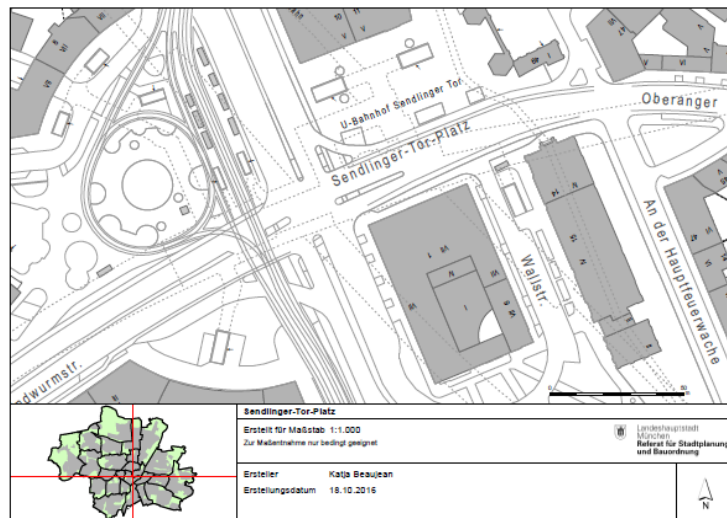 U-Bahnhof Sendlinger Tor
Oberanger
Sendlinger-Tor-Platz
An der Hauptfeuerwache
Wallstr.
ndwurmstr.
Sendlinger-Tor-Platz
Erstellt für Maßstab 1:1.000
Zur Maßentnahme nur bedingt geeignet
Landeshauptstadt
München
Referat für Stadtplanung
und Bauordnung
Ersteller Katja Beaujean
Erstellungsdatum 18.10.2016
N